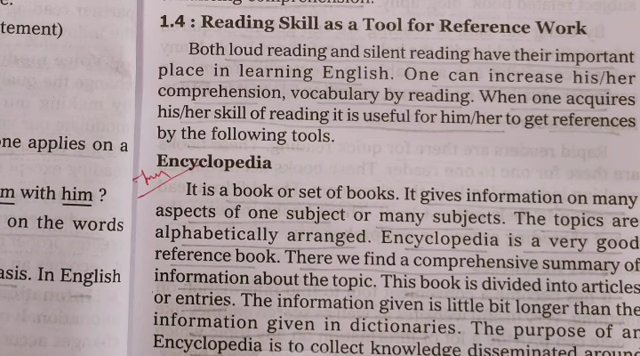 tement)
ne applies on a
m with him ?
on the words
asis. In English
1.4 : Reading Skill as a Tool for Reference Work
Both loud reading and silent reading have their important
place in learning English. One can increase his/her
comprehension, vocabulary by reading. When one acquires
his/her skill of reading it is useful for him/her to get references
by the following tools.
Encyclopedia
It is a book or set of books. It gives information on many
aspects of one subject or many subjects. The topics are
alphabetically arranged. Encyclopedia is a very good
reference book. There we find a comprehensive summary of
information about the topic. This book is divided into articles
or entries. The information given is little bit longer than the
information given in dictionaries. The purpose of an
Encyclopedia is to collect knowledge disseminated around